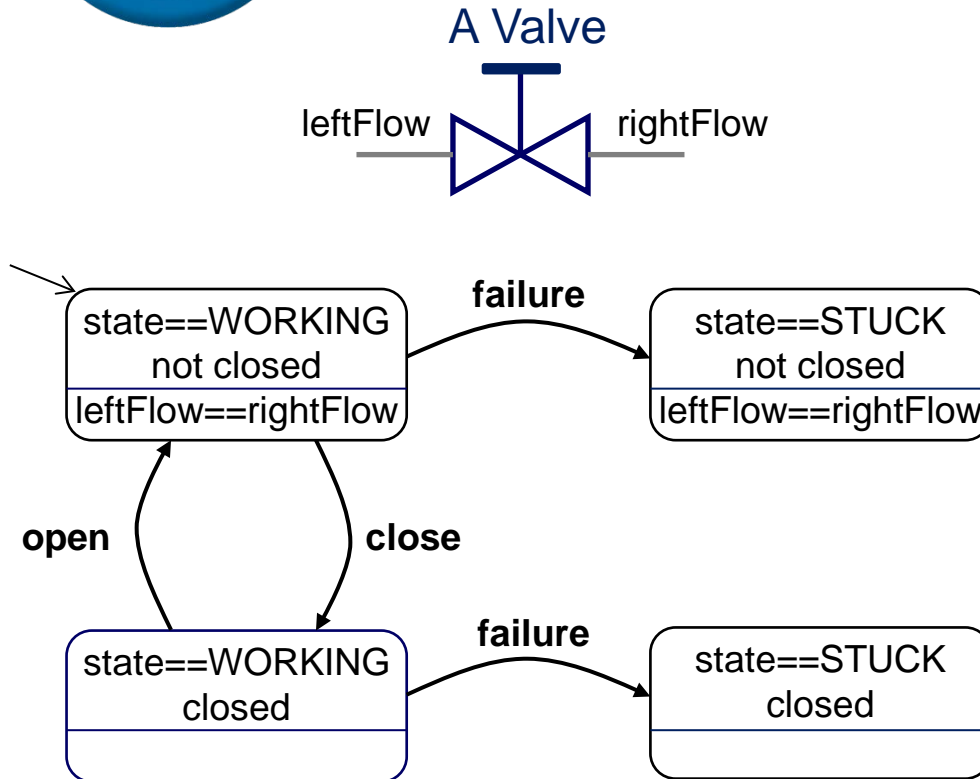 A Valve
leftFlow
rightFlow
failure
state==WORKING
not closed
leftFlow==rightFlow
state==STUCK
not closed
leftFlow==rightFlow
open
close
failure
state==WORKING
closed
state==STUCK
closed